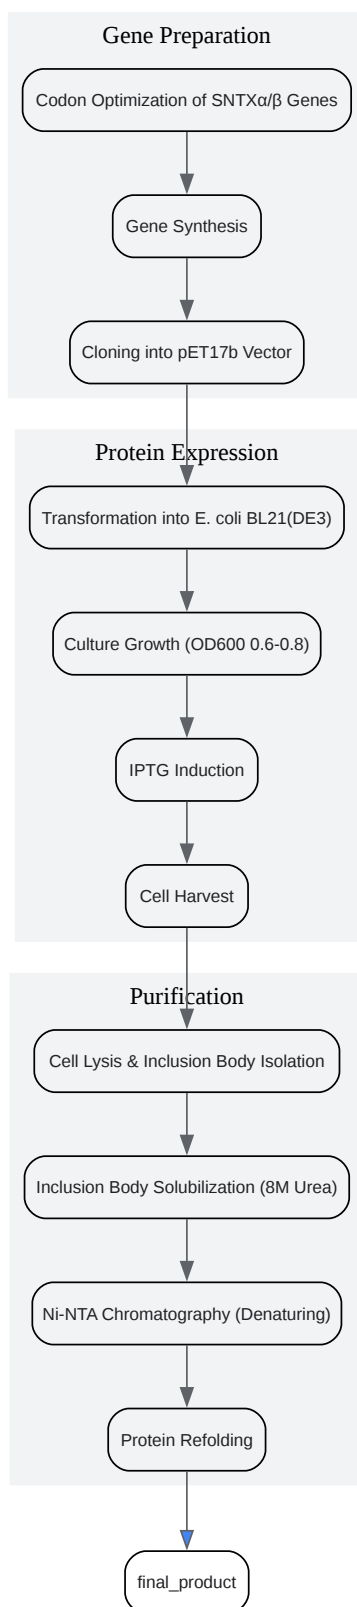 Gene Preparation
Codon Optimization of SNTXα/β Genes
Gene Synthesis
Cloning into pET17b Vector
Protein Expression
Transformation into E. coli BL21(DE3)
Culture Growth (OD600 0.6-0.8)
IPTG Induction
Cell Harvest
Purification
Cell Lysis & Inclusion Body Isolation
Inclusion Body Solubilization (8M Urea)
Ni-NTA Chromatography (Denaturing)
Protein Refolding
final_product